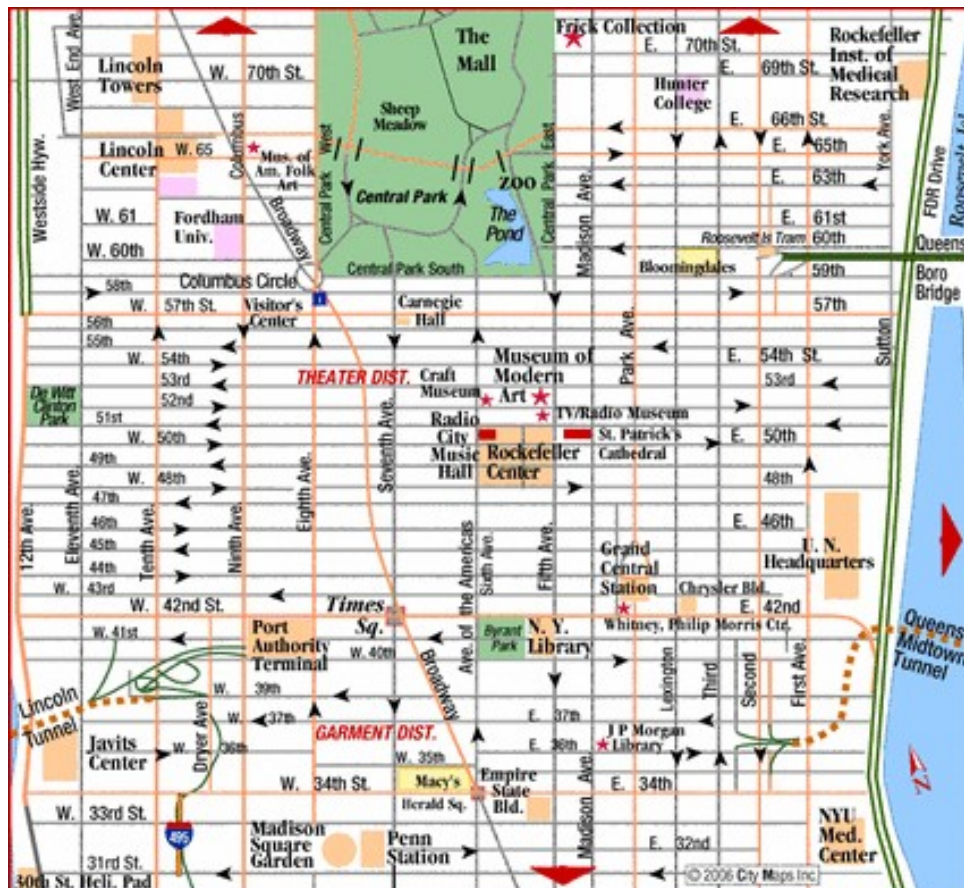 Frick Collection
The
Mall
E. 70th St.
E. 69th St.
Rockefeller
Inst. of
Medical
Research
West End Ave.
Lincoln
Towers
W. 70th St.
Hunter
College
Sheep
Meadow
E. 66th St.
E. 65th
E. 63rd
York Ave.
FDR Drive
Westside Hyw.
Lincoln
Center
W. 65
Columbus
Mus. of
Am. Folk
Art
Central Park West
Central Park
ZOO
The
Pond
Central Park East
Madison Ave.
W. 61
Fordham
Univ.
Broadway
E. 61st
Roosevelt Is Tram
60th
W. 60th
Bloomingdales
59th
Queens
Boro
Bridge
Central Park South
Columbus Circle
58th
W. 57th St.
Visitor's
Center
Carnegie
Hall
57th
56th
55th
W. 54th
53rd
52nd
51st
W. 50th
49th
W. 48th
47th
46th
45th
44th
W. 43rd
De Witt
Clinton
Park
THEATER DIST.
Craft
Museum
Museum of
Modern
Art
TV/Radio Museum
Radio
City
Music
Hall
Rockefeller
Center
St. Patrick's
Cathedral
Park Ave.
Sutton
E. 54th St.
53rd
E. 50th
48th
E. 46th
12th Ave.
Eleventh Ave.
Tenth Ave.
Ninth Ave.
Eighth Ave.
Seventh Ave.
Ave. of the Americas
Sixth Ave.
Fifth Ave.
Grand
Central
Station
Chrysler Bld.
U. N.
Headquarters
W. 42nd St.
Times
Sq.
E. 42nd
Whitney, Philip Morris Ctr.
W. 41st
Port
Authority
Terminal
W. 40th
Broadway
Byrant
Park
N. Y.
Library
Queens
Midtown
Tunnel
Lexington
Third
Second
First Ave.
W. 39th
Lincoln
Tunnel
Dryer Ave
W. 37th
GARMENT DIST.
E. 37th
Javits
Center
W. 36th
E. 36th
J P Morgan
Library
W. 35th
Macy's
Herald Sq.
Empire
State
Bld.
W. 34th St.
E. 34th
Madison Ave.
W. 33rd St.
495
Madison
Square
Garden
Penn
Station
E. 32nd
NYU
Med.
Center
31st St.
30th St. Heli. Pad
N
© 2006 City Maps Inc.